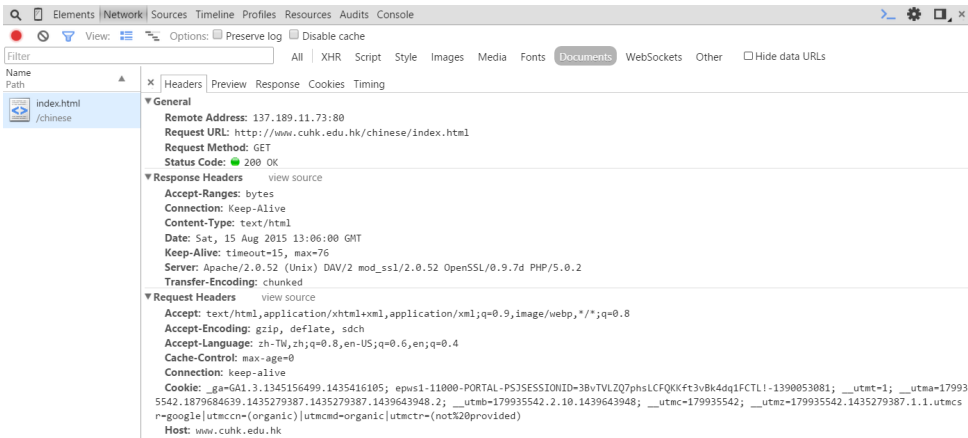 Elements Network Sources Timeline Profiles Resources Audits Console
View: Options: Preserve log Disable cache
Filter All XHR Script Style Images Media Fonts Documents WebSockets Other Hide data URLs
Name
Path
× Headers Preview Response Cookies Timing
index.html
/chinese
▼General
Remote Address: 137.189.11.73:80
Request URL: http://www.cuhk.edu.hk/chinese/index.html
Request Method: GET
Status Code: 200 OK
▼Response Headers view source
Accept-Ranges: bytes
Connection: Keep-Alive
Content-Type: text/html
Date: Sat, 15 Aug 2015 13:06:00 GMT
Keep-Alive: timeout=15, max=76
Server: Apache/2.0.52 (Unix) DAV/2 mod_ssl/2.0.52 OpenSSL/0.9.7d PHP/5.0.2
Transfer-Encoding: chunked
▼Request Headers view source
Accept: text/html,application/xhtml+xml,application/xml;q=0.9,image/webp,*/*;q=0.8
Accept-Encoding: gzip, deflate, sdch
Accept-Language: zh-TW,zh;q=0.8,en-US;q=0.6,en;q=0.4
Cache-Control: max-age=0
Connection: keep-alive
Cookie: _ga=GA1.3.1345156499.1435416105; epws1-11000-PORTAL-PSJSESSIONID=3BvTVLZQ7phsLCFQKKft3vBk4dq1FCTL!-1390053081; __utmt=1; __utma=17993
5542.1879684639.1435279387.1435279387.1439643948.2; __utmb=179935542.2.10.1439643948; __utmc=179935542; __utmz=179935542.1435279387.1.1.utmcs
r=google|utmccn=(organic)|utmcmd=organic|utmctr=(not%20provided)
Host: www.cuhk.edu.hk